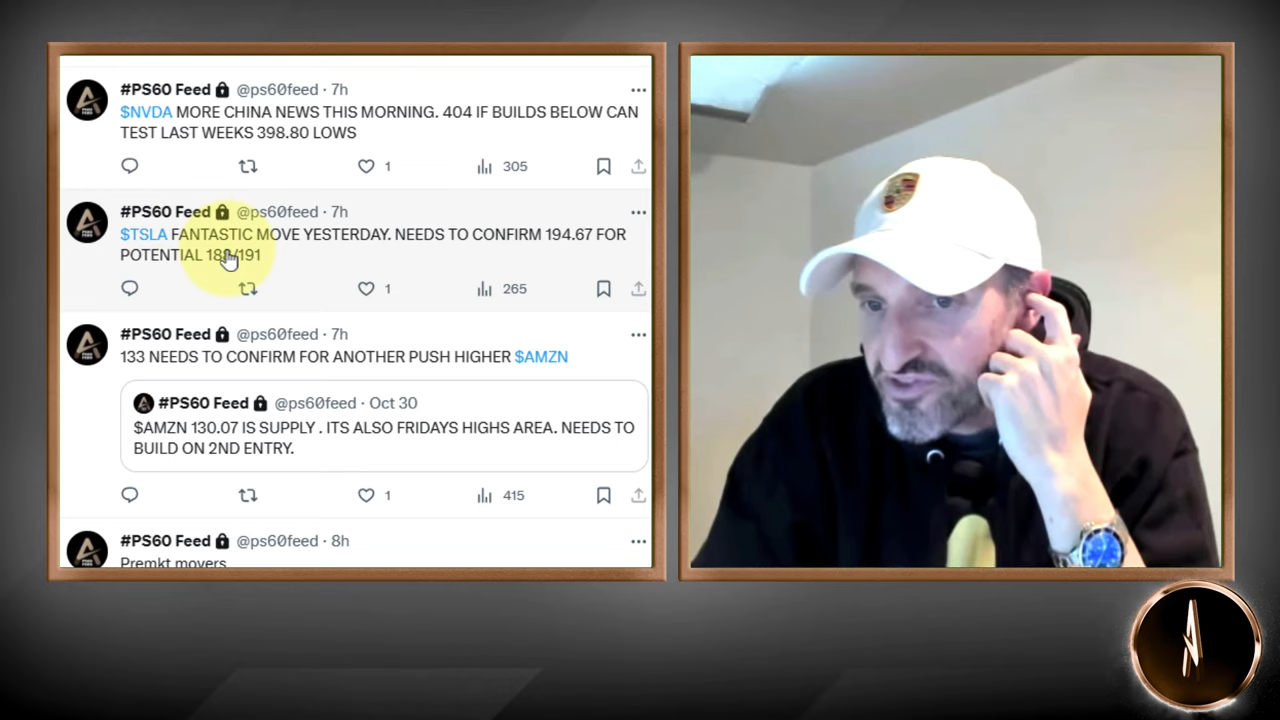 #PS60 Feed @ps60feed · 7h
$NVDA MORE CHINA NEWS THIS MORNING. 404 IF BUILDS BELOW CAN
TEST LAST WEEKS 398.80 LOWS
1 305
#PS60 Feed @ps60feed · 7h
$TSLA FANTASTIC MOVE YESTERDAY. NEEDS TO CONFIRM 194.67 FOR
POTENTIAL /191
1 265
#PS60 Feed @ps60feed · 7h
133 NEEDS TO CONFIRM FOR ANOTHER PUSH HIGHER $AMZN
#PS60 Feed @ps60feed · Oct 30
$AMZN 130.07 IS SUPPLY . ITS ALSO FRIDAYS HIGHS AREA. NEEDS TO
BUILD ON 2ND ENTRY.
1 415
#PS60 Feed @ps60feed · 8h
Premkt movers